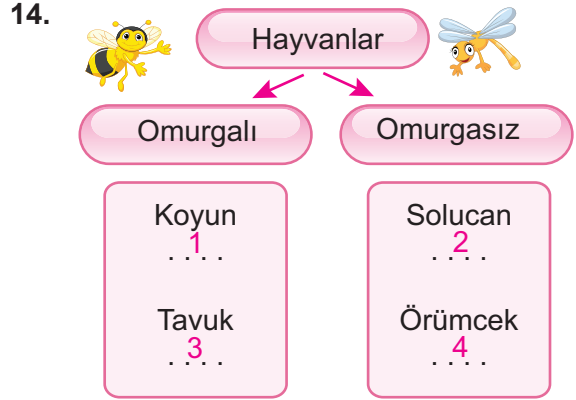 14.
Hayvanlar
Omurgalı
Omurgasız
Koyun
1
. . . .
Tavuk
3
. . . .
Solucan
2
. . . .
Örümcek
4
. . . .